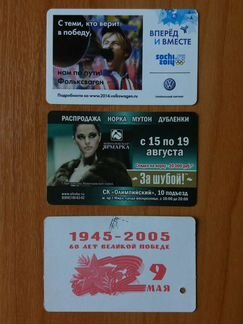 С теми, кто верит
в победу,
нам по пути!
Фольксваген
Подробности на www.2014.volkswagen.ru
ВПЕРЁД
И ВМЕСТЕ
sochi
2014
РАСПРОДАЖА НОРКА МУТОН ДУБЛЕНКИ
ЯРМАРКА
с 15 по 19
августа
За шубой!
СК «Олимпийский», 10 подъезд
1945-2005
60 ЛЕТ ВЕЛИКОЙ ПОБЕДЕ
9
МАЯ